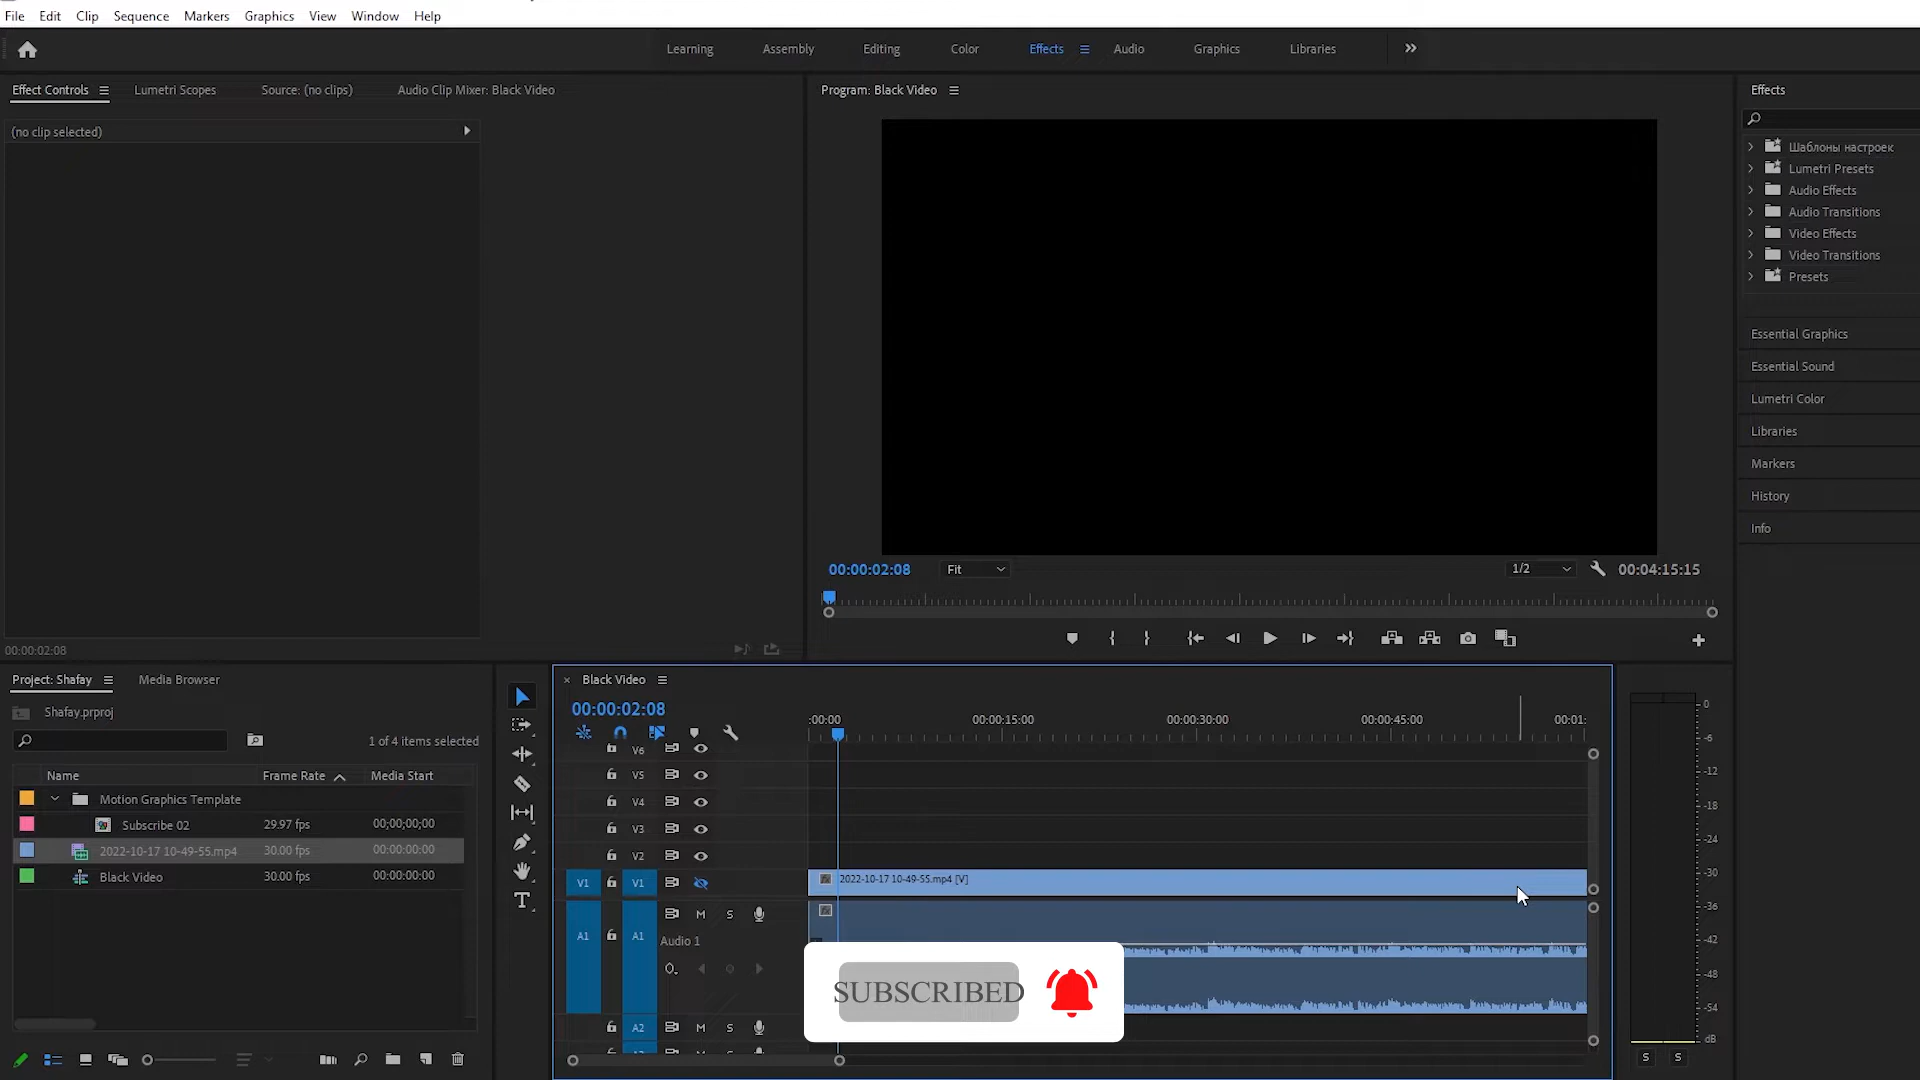 File Edit Clip Sequence Markers Graphics View Window Help
Learning Assembly Editing Color Effects Audio Graphics Libraries
Effect Controls Lumetri Scopes Source: (no clips) Audio Clip Mixer: Black Video
(no clip selected)
00:00:02:08
Program: Black Video
00:00:02:08 Fit 1/2 00:04:15:15
Effects
Шаблоны настроек
Lumetri Presets
Audio Effects
Audio Transitions
Video Effects
Video Transitions
Presets
Essential Graphics
Essential Sound
Lumetri Color
Libraries
Markers
History
Info
Project: Shafay Media Browser
Shafay.prproj
1 of 4 items selected
Name Frame Rate Media Start
Motion Graphics Template
Subscribe 02 29.97 fps 00;00;00;00
2022-10-17 10-49-55.mp4 30.00 fps 00:00:00:00
Black Video 30.00 fps 00:00:00:00
Black Video
00:00:02:08
:00:00 00:00:15:00 00:00:30:00 00:00:45:00 00:01:
V6
V5
V4
V3
V2
V1 V1 2022-10-17 10-49-55.mp4 [V]
M S
A1 A1 Audio 1
A2 M S
SUBSCRIBED
0
-6
-12
-18
-24
-30
-36
-42
-48
-54
dB
S S